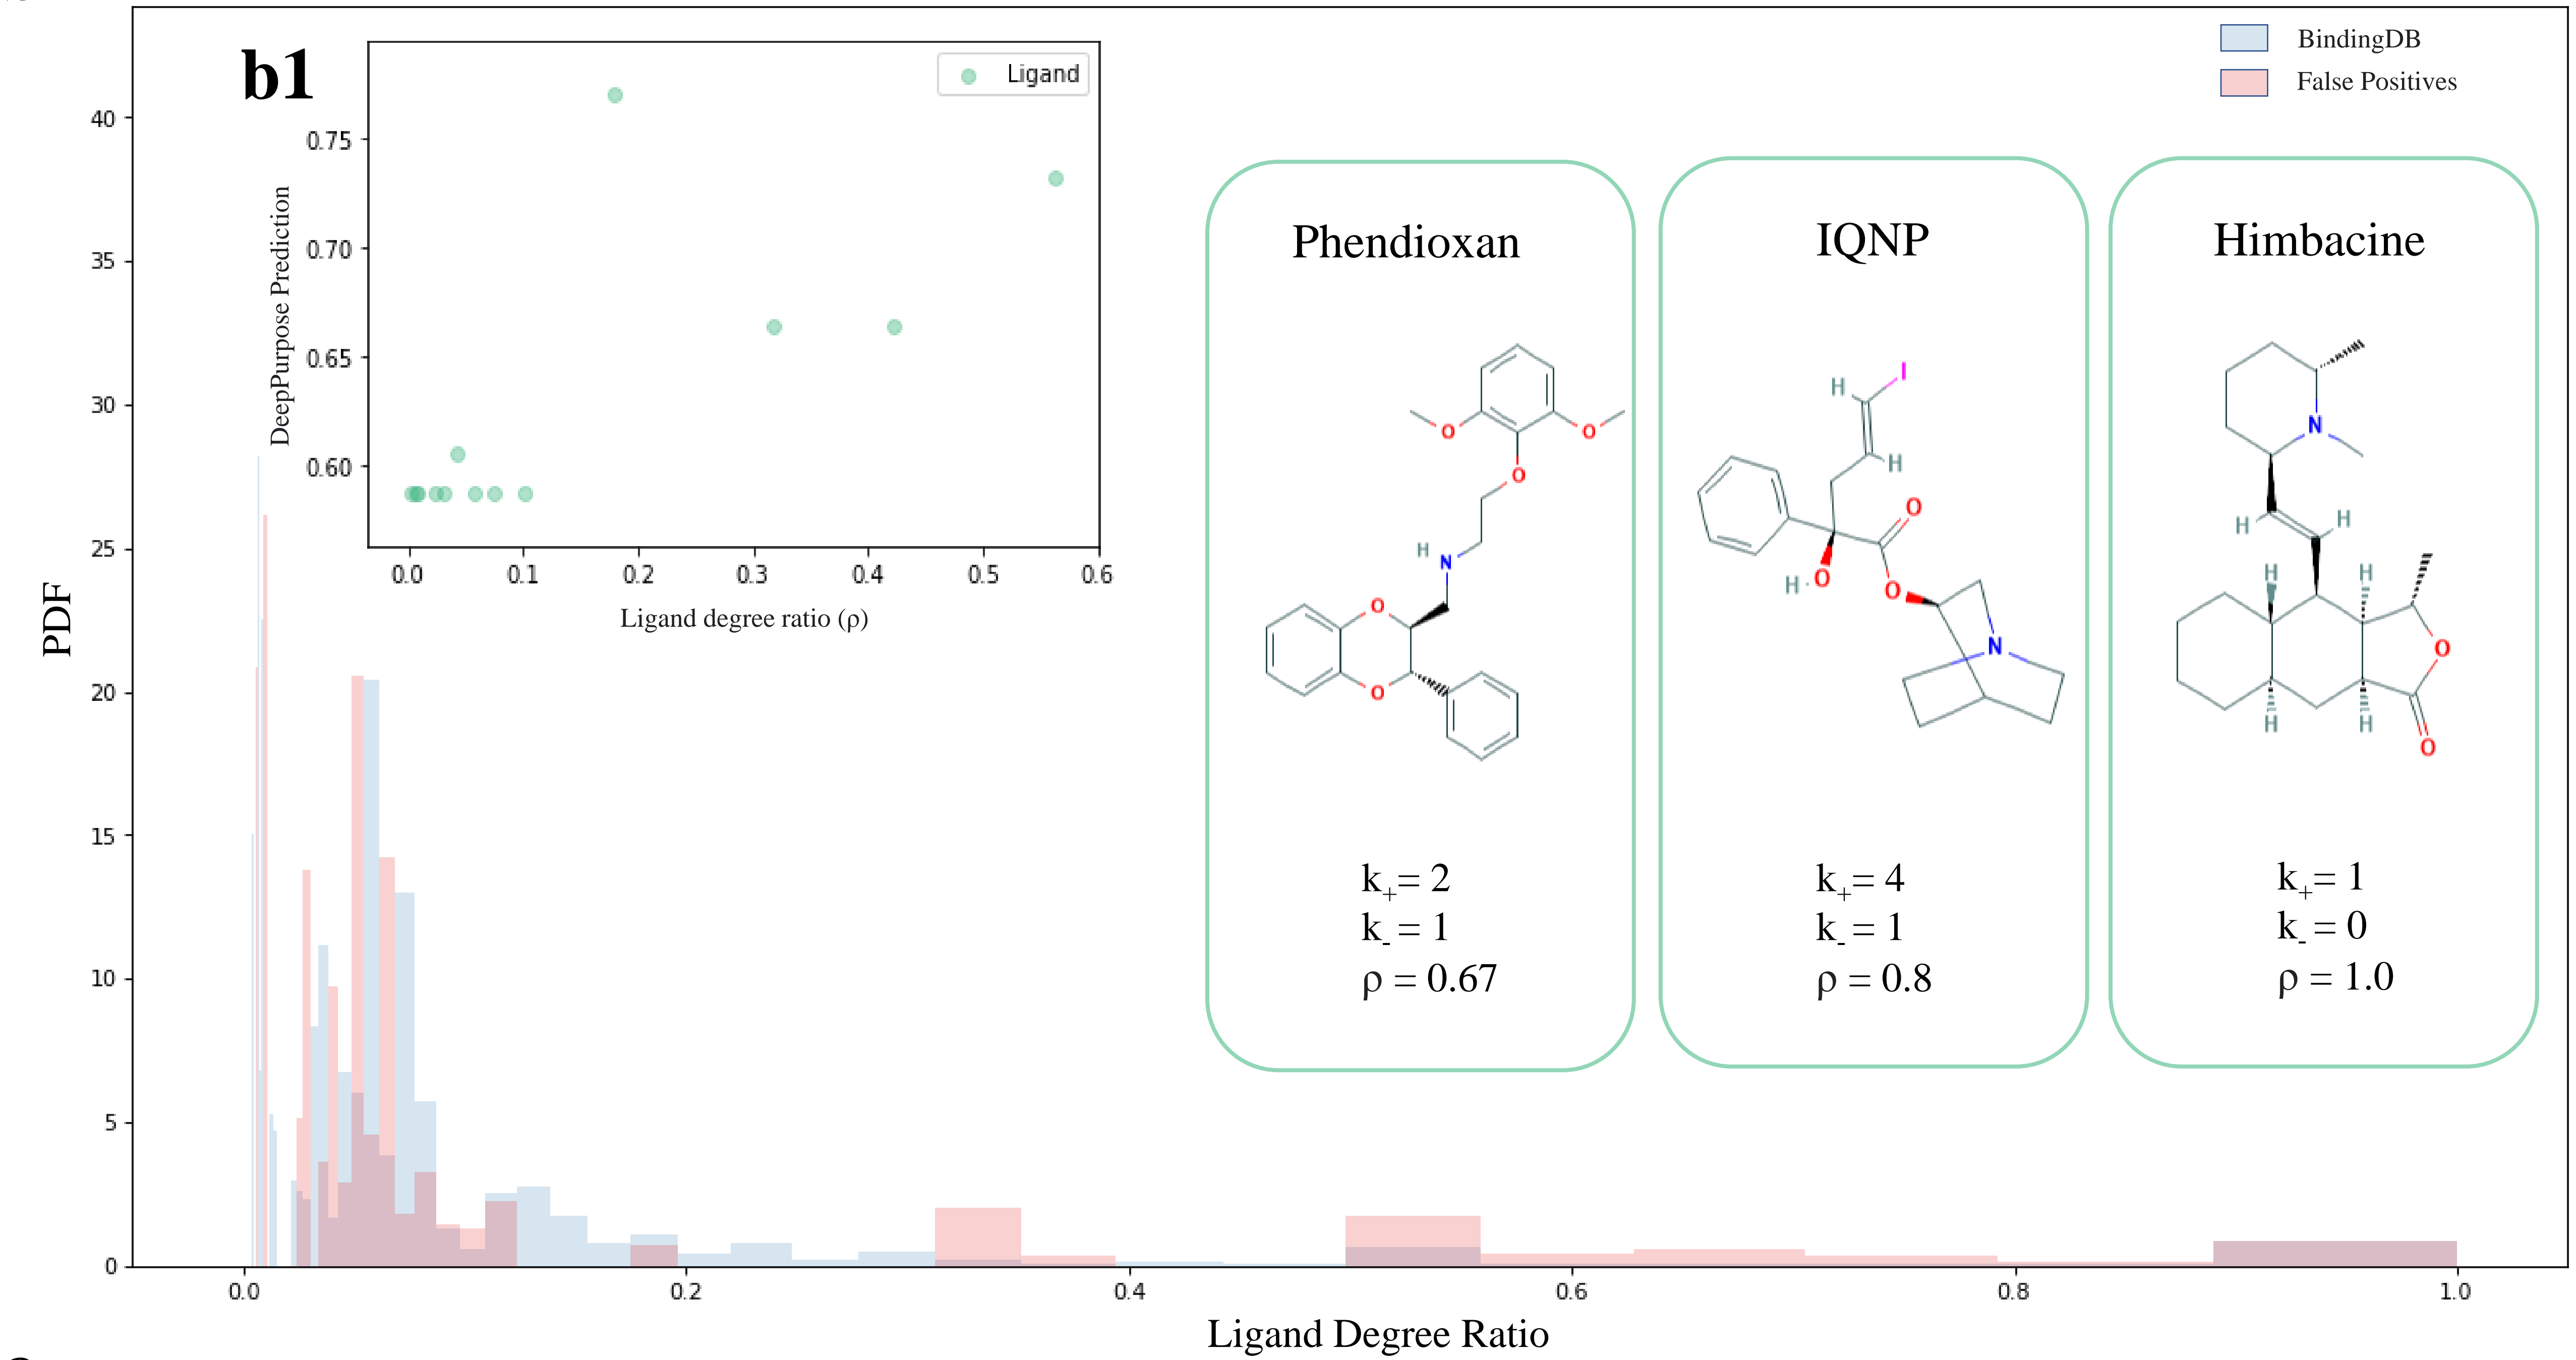 b1
Ligand
0.75
0.70
0.65
0.60
DeepPurpose Prediction
0.0 0.1 0.2 0.3 0.4 0.5 0.6
Ligand degree ratio (ρ)
BindingDB
False Positives
Phendioxan
O O
O
H
N
O
O
k+= 2
k-= 1
ρ = 0.67
IQNP
I
H
H
O
H O
O
N
k+= 4
k-= 1
ρ = 0.8
Himbacine
N
H H
H H
O
H H
O
k+= 1
k-= 0
ρ = 1.0
40
35
30
25
20
15
10
5
0
PDF
0.0 0.2 0.4 0.6 0.8 1.0
Ligand Degree Ratio